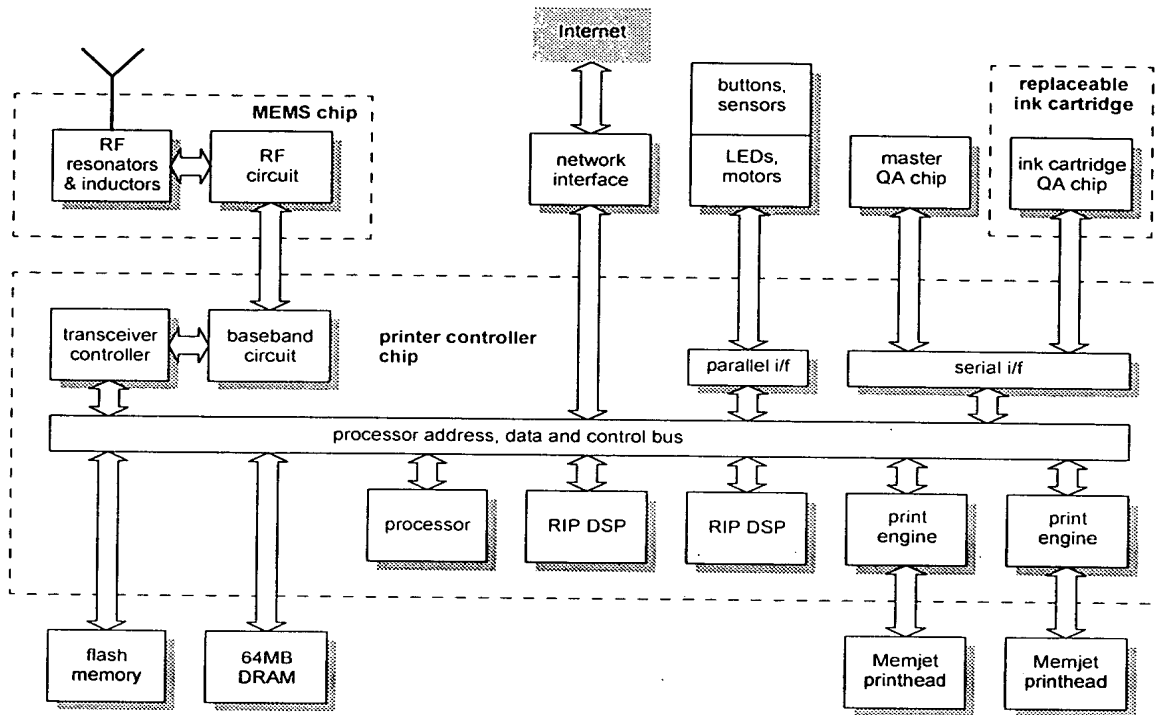 Internet
MEMS chip
RF
resonators
& inductors
RF
circuit
network
interface
buttons,
sensors
LEDs,
motors
master
QA chip
replaceable
ink cartridge
ink cartridge
QA chip
transceiver
controller
baseband
circuit
printer controller
chip
parallel i/f
serial i/f
processor address, data and control bus
processor
RIP DSP
RIP DSP
print
engine
print
engine
flash
memory
64MB
DRAM
Memjet
printhead
Memjet
printhead